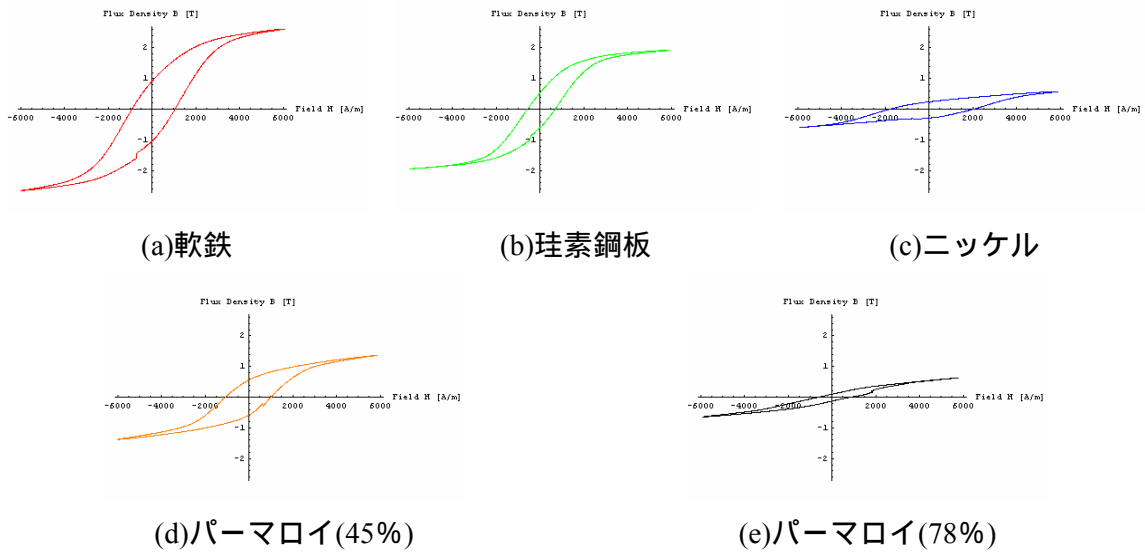 Flux Density B [T]
2
1
Field H [A/m]
-6000 -4000 -2000 2000 4000 6000
-1
-2
(a)軟鉄
Flux Density B [T]
2
1
Field H [A/m]
-6000 -4000 -2000 2000 4000 6000
-1
-2
(b)珪素鋼板
Flux Density B [T]
2
1
Field H [A/m]
-6000 -4000 -2000 2000 4000 6000
-1
-2
(c)ニッケル
Flux Density B [T]
2
1
Field H [A/m]
-6000 -4000 -2000 2000 4000 6000
-1
-2
(d)パーマロイ(45%)
Flux Density B [T]
2
1
Field H [A/m]
-6000 -4000 -2000 2000 4000 6000
-1
-2
(e)パーマロイ(78%)